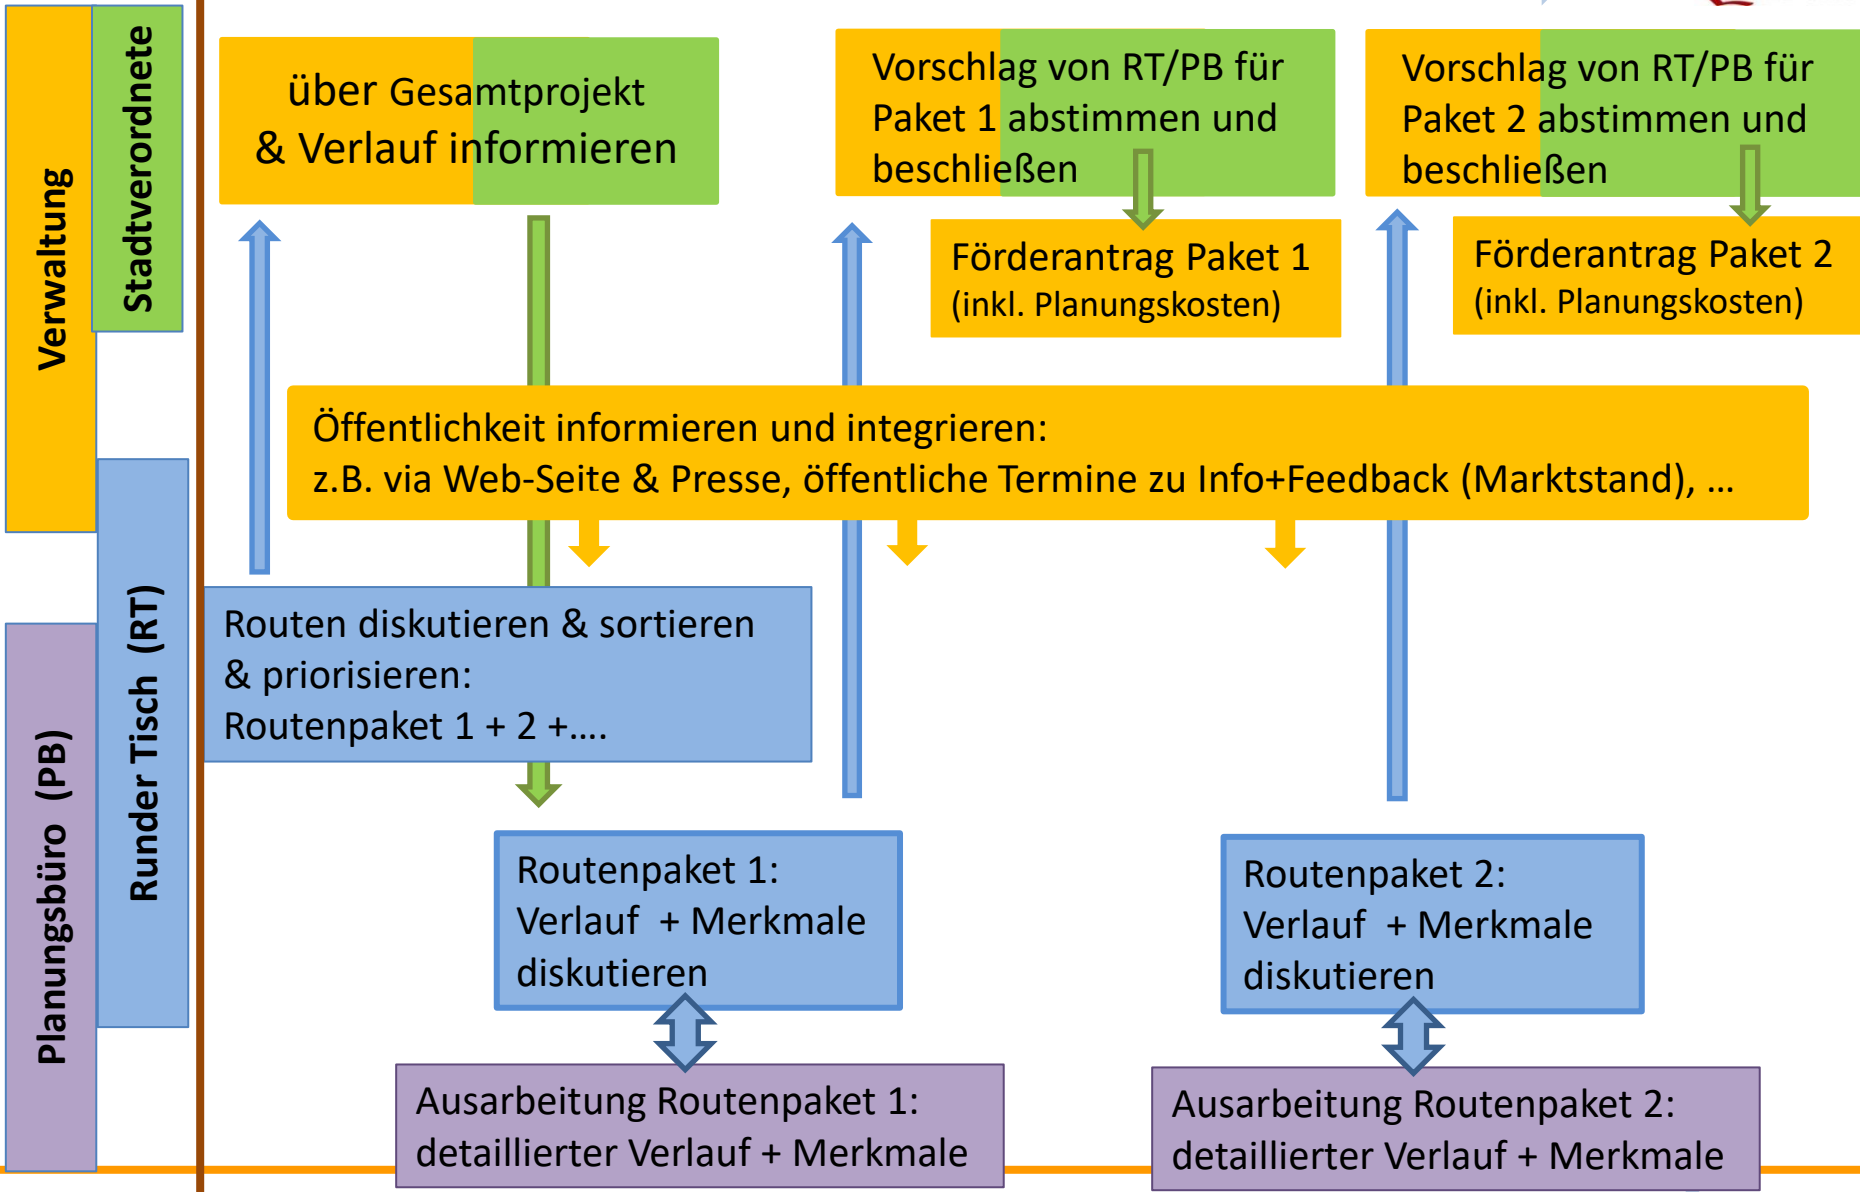 Verwaltung
Stadtverordnete
Planungsbüro (PB)
Runder Tisch (RT)
über Gesamtprojekt
& Verlauf informieren
Vorschlag von RT/PB für
Paket 1 abstimmen und
beschließen
Vorschlag von RT/PB für
Paket 2 abstimmen und
beschließen
Förderantrag Paket 1
(inkl. Planungskosten)
Förderantrag Paket 2
(inkl. Planungskosten)
Öffentlichkeit informieren und integrieren:
z.B. via Web-Seite & Presse, öffentliche Termine zu Info+Feedback (Marktstand), ...
Routen diskutieren & sortieren
& priorisieren:
Routenpaket 1 + 2 +....
Routenpaket 1:
Verlauf + Merkmale
diskutieren
Routenpaket 2:
Verlauf + Merkmale
diskutieren
Ausarbeitung Routenpaket 1:
detaillierter Verlauf + Merkmale
Ausarbeitung Routenpaket 2:
detaillierter Verlauf + Merkmale